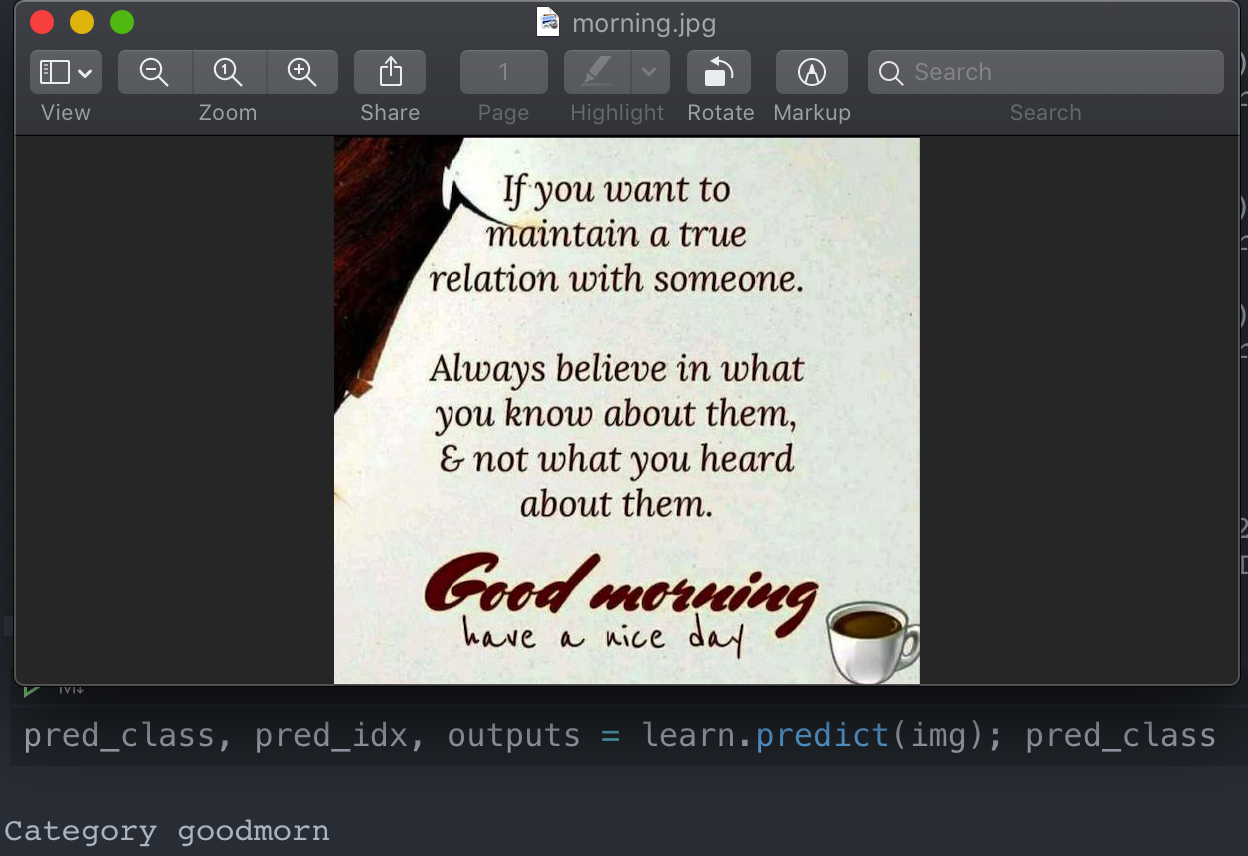 morning.jpg
1
Search
View
Zoom
Share
Page
Highlight
Rotate
Markup
Search
If you want to
maintain a true
relation with someone.
Always believe in what
you know about them,
& not what you heard
about them.
Good morning
have a nice day
pred_class, pred_idx, outputs = learn.predict(img); pred_class
Category goodmorn